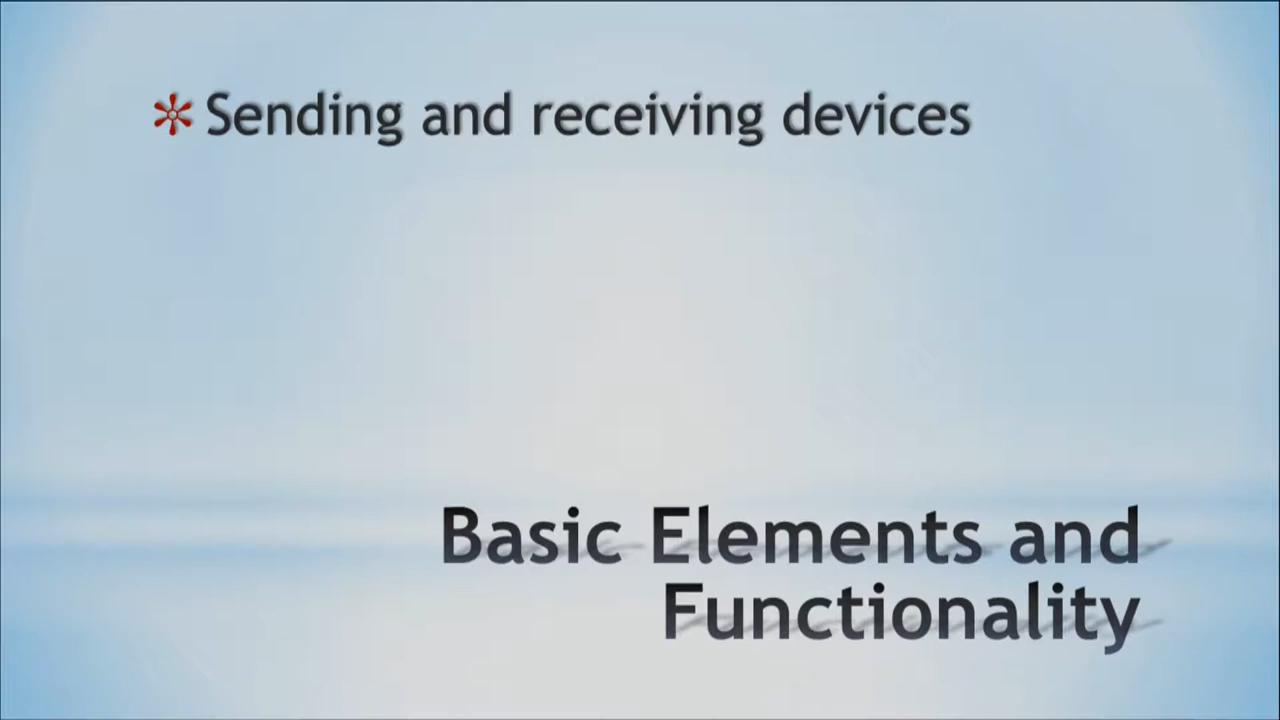 Sending and receiving devices
Basic Elements and
Functionality